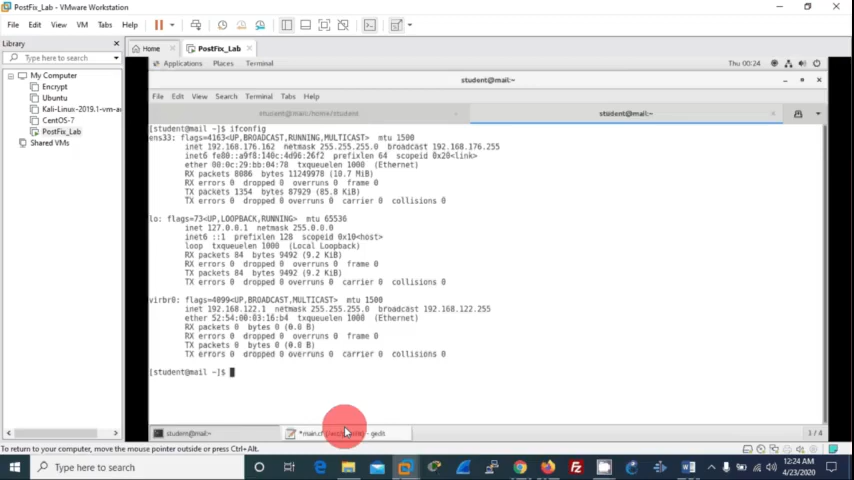 PostFix_Lab - VMware Workstation
File Edit View VM Tabs Help
Library
Type here to search
My Computer
Encrypt
Ubuntu
Kali-Linux-2019.1-vm-a
CentOS-7
PostFix_Lab
Shared VMs
Home PostFix_Lab
Applications Places Terminal Thu 00:24
student@mail:~
File Edit View Search Terminal Tabs Help
student@mail:/home/student student@mail:~
[student@mail ~]$ ifconfig
ens33: flags=4163<UP,BROADCAST,RUNNING,MULTICAST> mtu 1500
inet 192.168.176.162 netmask 255.255.255.0 broadcast 192.168.176.255
inet6 fe80::a9f8:140c:4d96:26f2 prefixlen 64 scopeid 0x20<link>
ether 00:0c:29:bb:04:78 txqueuelen 1000 (Ethernet)
RX packets 8086 bytes 11249978 (10.7 MiB)
RX errors 0 dropped 0 overruns 0 frame 0
TX packets 1354 bytes 87929 (85.8 KiB)
TX errors 0 dropped 0 overruns 0 carrier 0 collisions 0
lo: flags=73<UP,LOOPBACK,RUNNING> mtu 65536
inet 127.0.0.1 netmask 255.0.0.0
inet6 ::1 prefixlen 128 scopeid 0x10<host>
loop txqueuelen 1000 (Local Loopback)
RX packets 84 bytes 9492 (9.2 KiB)
RX errors 0 dropped 0 overruns 0 frame 0
TX packets 84 bytes 9492 (9.2 KiB)
TX errors 0 dropped 0 overruns 0 carrier 0 collisions 0
virbr0: flags=4099<UP,BROADCAST,MULTICAST> mtu 1500
inet 192.168.122.1 netmask 255.255.255.0 broadcast 192.168.122.255
ether 52:54:00:03:16:b4 txqueuelen 1000 (Ethernet)
RX packets 0 bytes 0 (0.0 B)
RX errors 0 dropped 0 overruns 0 frame 0
TX packets 0 bytes 0 (0.0 B)
TX errors 0 dropped 0 overruns 0 carrier 0 collisions 0
[student@mail ~]$
student@mail:~ *main.cf - gedit 1 / 4
To return to your computer, move the mouse pointer outside or press Ctrl+Alt.
Type here to search
12:24 AM
4/23/2020